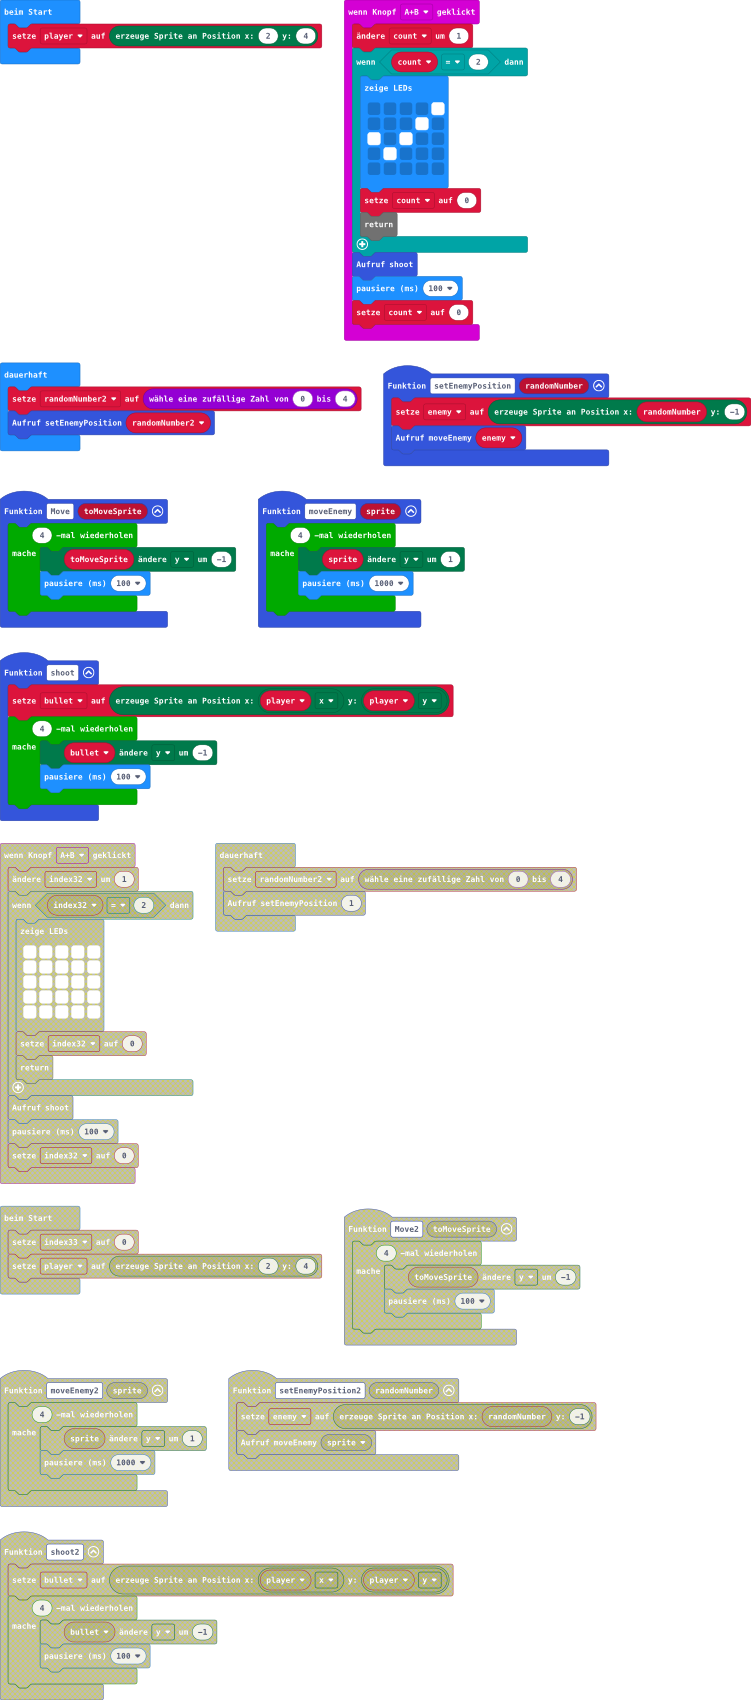 beim Start
setze player auf erzeuge Sprite an Position x: 2 y: 4
wenn Knopf A+B geklickt
ändere count um 1
wenn count = 2 dann
zeige LEDs
setze count auf 0
return
Aufruf shoot
pausiere (ms) 100
setze count auf 0
dauerhaft
setze randomNumber2 auf wähle eine zufällige Zahl von 0 bis 4
Aufruf setEnemyPosition randomNumber2
Funktion setEnemyPosition randomNumber
setze enemy auf erzeuge Sprite an Position x: randomNumber y: -1
Aufruf moveEnemy enemy
Funktion Move toMoveSprite
4 -mal wiederholen
mache
toMoveSprite ändere y um -1
pausiere (ms) 100
Funktion moveEnemy sprite
4 -mal wiederholen
mache
sprite ändere y um 1
pausiere (ms) 1000
Funktion shoot
setze bullet auf erzeuge Sprite an Position x: player x y: player y
4 -mal wiederholen
mache
bullet ändere y um -1
pausiere (ms) 100
wenn Knopf A+B geklickt
ändere index32 um 1
wenn index32 = 2 dann
zeige LEDs
setze index32 auf 0
return
Aufruf shoot
pausiere (ms) 100
setze index32 auf 0
dauerhaft
setze randomNumber2 auf wähle eine zufällige Zahl von 0 bis 4
Aufruf setEnemyPosition 1
beim Start
setze index33 auf 0
setze player auf erzeuge Sprite an Position x: 2 y: 4
Funktion Move2 toMoveSprite
4 -mal wiederholen
mache
toMoveSprite ändere y um -1
pausiere (ms) 100
Funktion moveEnemy2 sprite
4 -mal wiederholen
mache
sprite ändere y um 1
pausiere (ms) 1000
Funktion setEnemyPosition2 randomNumber
setze enemy auf erzeuge Sprite an Position x: randomNumber y: -1
Aufruf moveEnemy sprite
Funktion shoot2
setze bullet auf erzeuge Sprite an Position x: player x y: player y
4 -mal wiederholen
mache
bullet ändere y um -1
pausiere (ms) 100